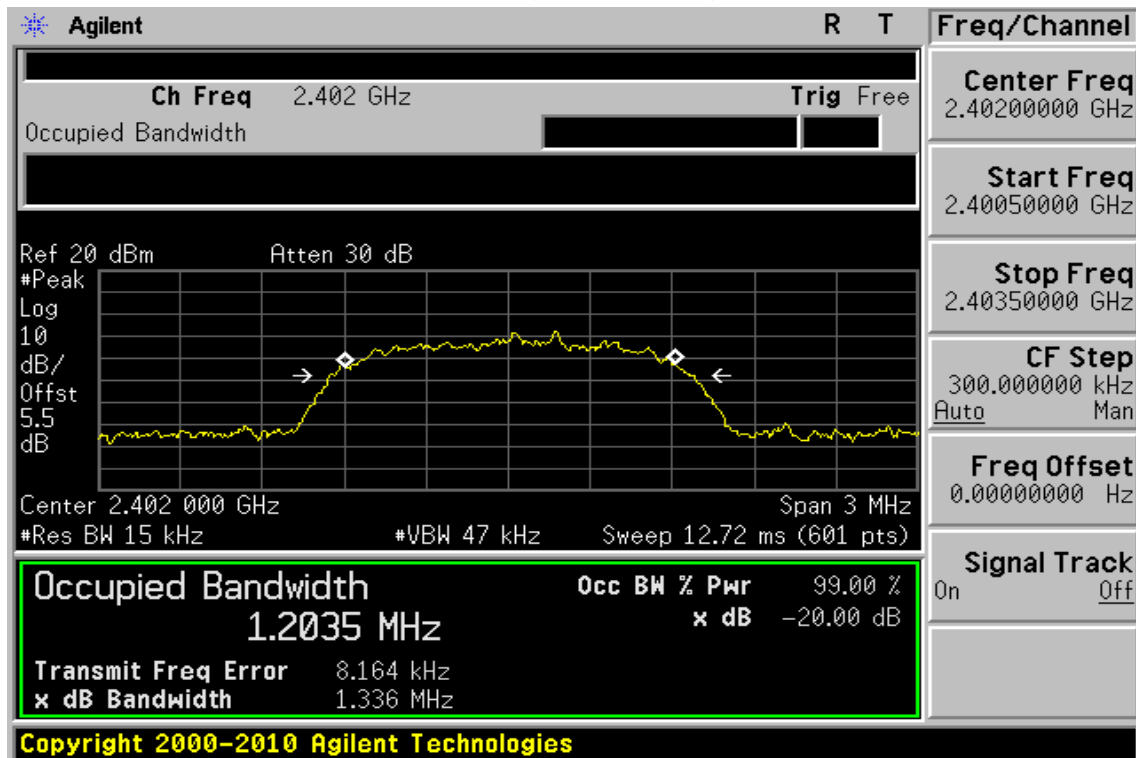 Agilent R T
Ch Freq 2.402 GHz Trig Free
Occupied Bandwidth
Ref 20 dBm Atten 30 dB
#Peak
Log
10
dB/
Offst
5.5
dB
Center 2.402 000 GHz Span 3 MHz
#Res BW 15 kHz #VBW 47 kHz Sweep 12.72 ms (601 pts)
Occupied Bandwidth
1.2035 MHz
Occ BW % Pwr 99.00 %
x dB -20.00 dB
Transmit Freq Error 8.164 kHz
x dB Bandwidth 1.336 MHz
Copyright 2000-2010 Agilent Technologies
Freq/Channel
Center Freq
2.40200000 GHz
Start Freq
2.40050000 GHz
Stop Freq
2.40350000 GHz
CF Step
300.000000 kHz
Auto Man
Freq Offset
0.00000000 Hz
Signal Track
On Off